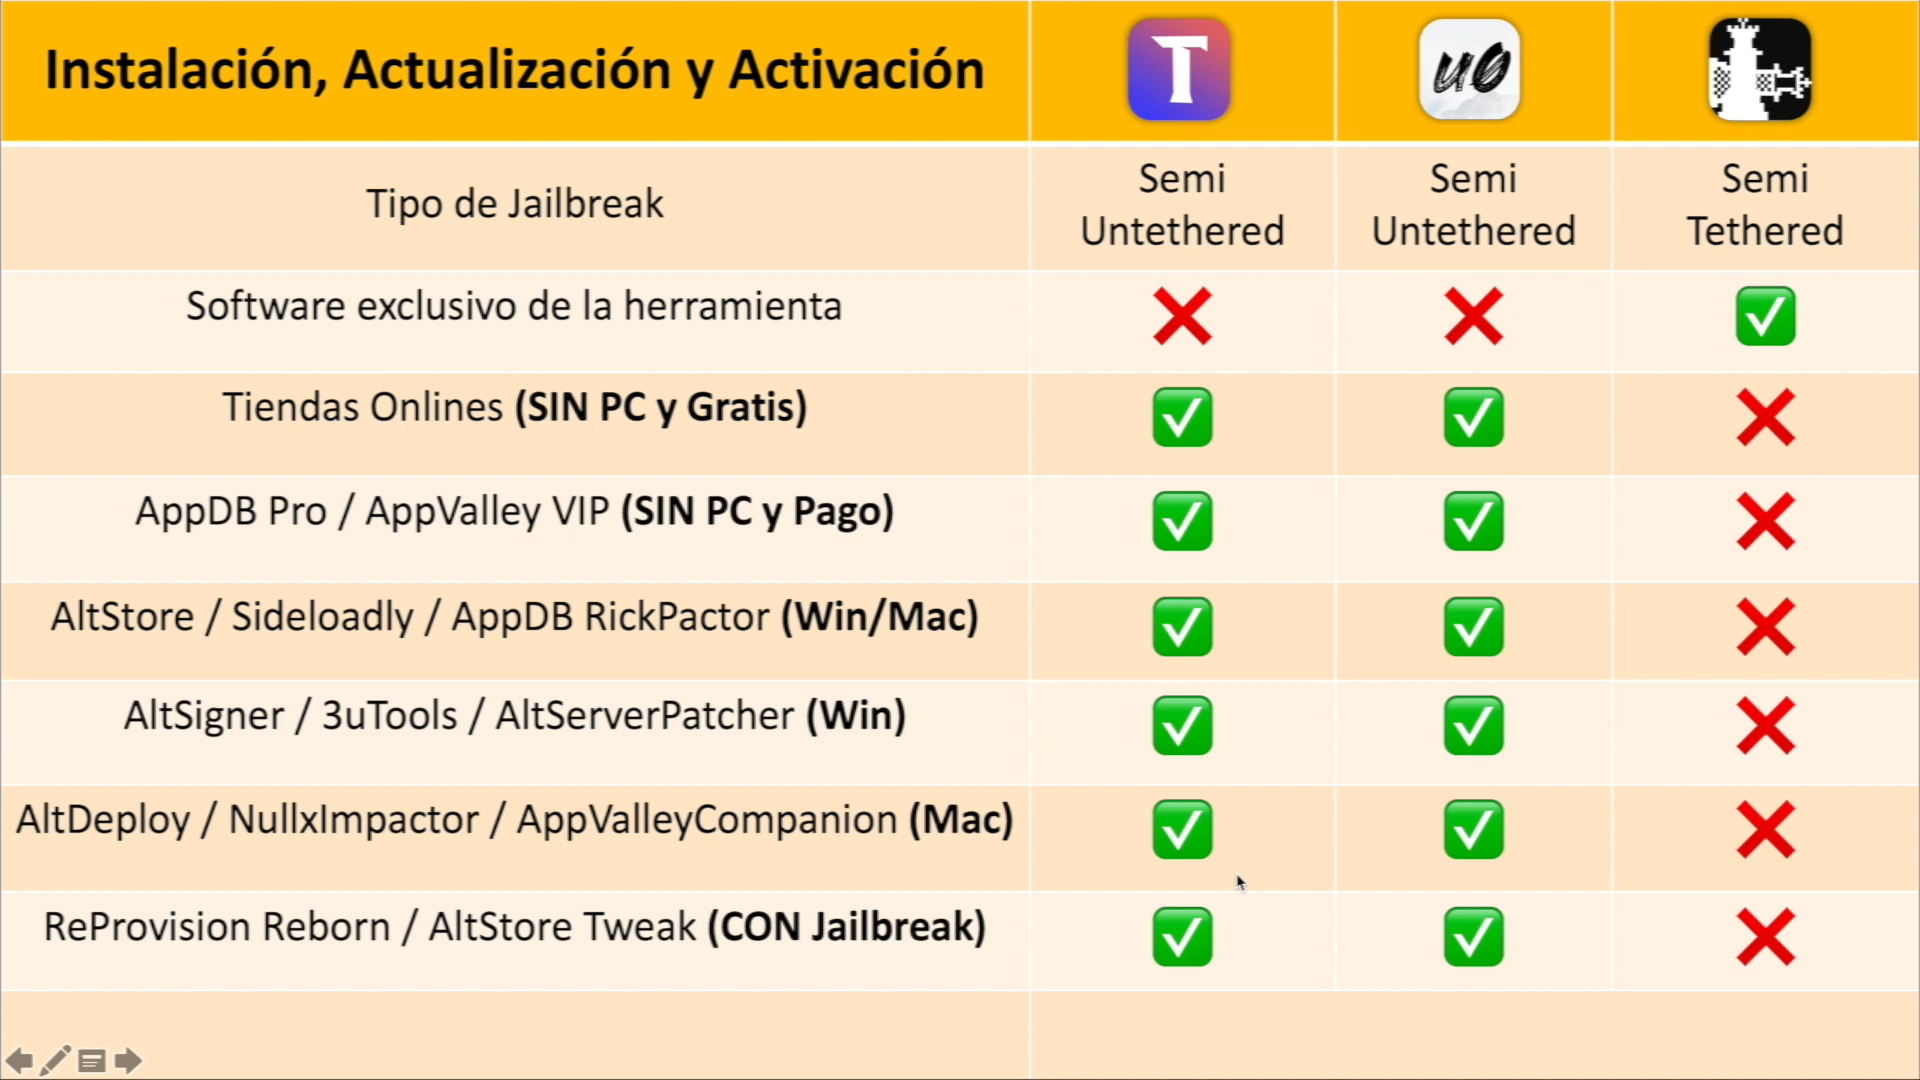 Instalación, Actualización y Activación
T
u0
Tipo de Jailbreak
Semi
Untethered
Semi
Untethered
Semi
Tethered
Software exclusivo de la herramienta
Tiendas Onlines (SIN PC y Gratis)
AppDB Pro / AppValley VIP (SIN PC y Pago)
AltStore / Sideloadly / AppDB RickPactor (Win/Mac)
AltSigner / 3uTools / AltServerPatcher (Win)
AltDeploy / NullxImpactor / AppValleyCompanion (Mac)
ReProvision Reborn / AltStore Tweak (CON Jailbreak)